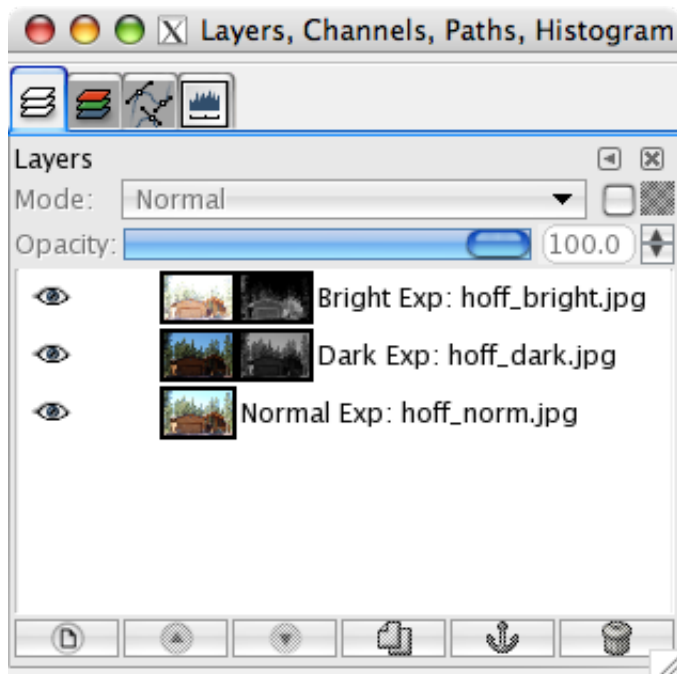 Layers, Channels, Paths, Histogram
Layers
Mode: Normal
Opacity: 100.0
Bright Exp: hoff_bright.jpg
Dark Exp: hoff_dark.jpg
Normal Exp: hoff_norm.jpg